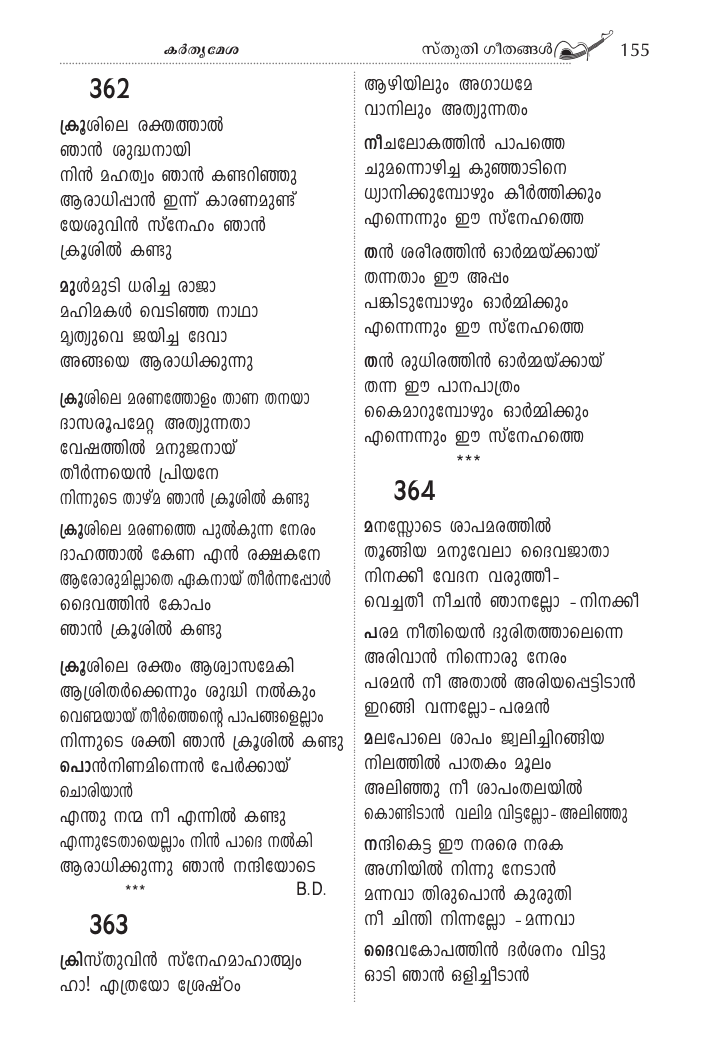 കർതൃമേശ
സ്തുതി ഗീതങ്ങൾ 155
362
ക്രൂശിലെ രക്തത്താൽ
ഞാൻ ശുദ്ധനായി
നിൻ മഹത്വം ഞാൻ കണ്ടറിഞ്ഞു
ആരാധിപ്പാൻ ഇന്ന് കാരണമുണ്ട്
യേശുവിൻ സ്നേഹം ഞാൻ
ക്രൂശിൽ കണ്ടു
മുൾമുടി ധരിച്ച രാജാ
മഹിമകൾ വെടിഞ്ഞ നാഥാ
മൃത്യുവെ ജയിച്ച ദേവാ
അങ്ങയെ ആരാധിക്കുന്നു
ക്രൂശിലെ മരണത്തോളം താണ തനയാ
ദാസരൂപമേറ്റ അത്യുന്നതാ
വേഷത്തിൽ മനുജനായ്
തീർന്നയെൻ പ്രിയനേ
നിന്നുടെ താഴ്മ ഞാൻ ക്രൂശിൽ കണ്ടു
ക്രൂശിലെ മരണത്തെ പുൽകുന്ന നേരം
ദാഹത്താൽ കേണ എൻ രക്ഷകനേ
ആരോരുമില്ലാതെ ഏകനായ് തീർന്നപ്പോൾ
ദൈവത്തിൻ കോപം
ഞാൻ ക്രൂശിൽ കണ്ടു
ക്രൂശിലെ രക്തം ആശ്വാസമേകി
ആശ്രിതർക്കെന്നും ശുദ്ധി നൽകും
വെണ്മയായ് തീർത്തെന്റെ പാപങ്ങളെല്ലാം
നിന്നുടെ ശക്തി ഞാൻ ക്രൂശിൽ കണ്ടു
പൊൻനിണമിന്നെൻ പേർക്കായ്
ചൊരിയാൻ
എന്തു നന്മ നീ എന്നിൽ കണ്ടു
എന്നുടേതായെല്ലാം നിൻ പാദെ നൽകി
ആരാധിക്കുന്നു ഞാൻ നന്ദിയോടെ
*** B.D.
363
ക്രിസ്തുവിൻ സ്നേഹമാഹാത്മ്യം
ഹാ! എത്രയോ ശ്രേഷ്ഠം
ആഴിയിലും അഗാധമേ
വാനിലും അത്യുന്നതം
നീചലോകത്തിൻ പാപത്തെ
ചുമന്നൊഴിച്ച കുഞ്ഞാടിനെ
ധ്യാനിക്കുമ്പോഴും കീർത്തിക്കും
എന്നെന്നും ഈ സ്നേഹത്തെ
തൻ ശരീരത്തിൻ ഓർമ്മയ്ക്കായ്
തന്നതാം ഈ അപ്പം
പങ്കിടുമ്പോഴും ഓർമ്മിക്കും
എന്നെന്നും ഈ സ്നേഹത്തെ
തൻ രുധിരത്തിൻ ഓർമ്മയ്ക്കായ്
തന്ന ഈ പാനപാത്രം
കൈമാറുമ്പോഴും ഓർമ്മിക്കും
എന്നെന്നും ഈ സ്നേഹത്തെ
***
364
മനസ്സോടെ ശാപമരത്തിൽ
തൂങ്ങിയ മനുവേലാ ദൈവജാതാ
നിനക്കീ വേദന വരുത്തീ-
വെച്ചതീ നീചൻ ഞാനല്ലോ -നിനക്കീ
പരമ നീതിയെൻ ദുരിതത്താലെന്നെ
അരിവാൻ നിന്നൊരു നേരം
പരമൻ നീ അതാൽ അരിയപ്പെട്ടിടാൻ
ഇറങ്ങി വന്നല്ലോ-പരമൻ
മലപോലെ ശാപം ജ്വലിച്ചിറങ്ങിയ
നിലത്തിൽ പാതകം മൂലം
അലിഞ്ഞു നീ ശാപംതലയിൽ
കൊണ്ടിടാൻ വലിമ വിട്ടല്ലോ-അലിഞ്ഞു
നന്ദികെട്ട ഈ നരരെ നരക
അഗ്നിയിൽ നിന്നു നേടാൻ
മന്നവാ തിരുപൊൻ കുരുതി
നീ ചിന്തി നിന്നല്ലോ -മന്നവാ
ദൈവകോപത്തിൻ ദർശനം വിട്ടു
ഓടി ഞാൻ ഒളിച്ചീടാൻ